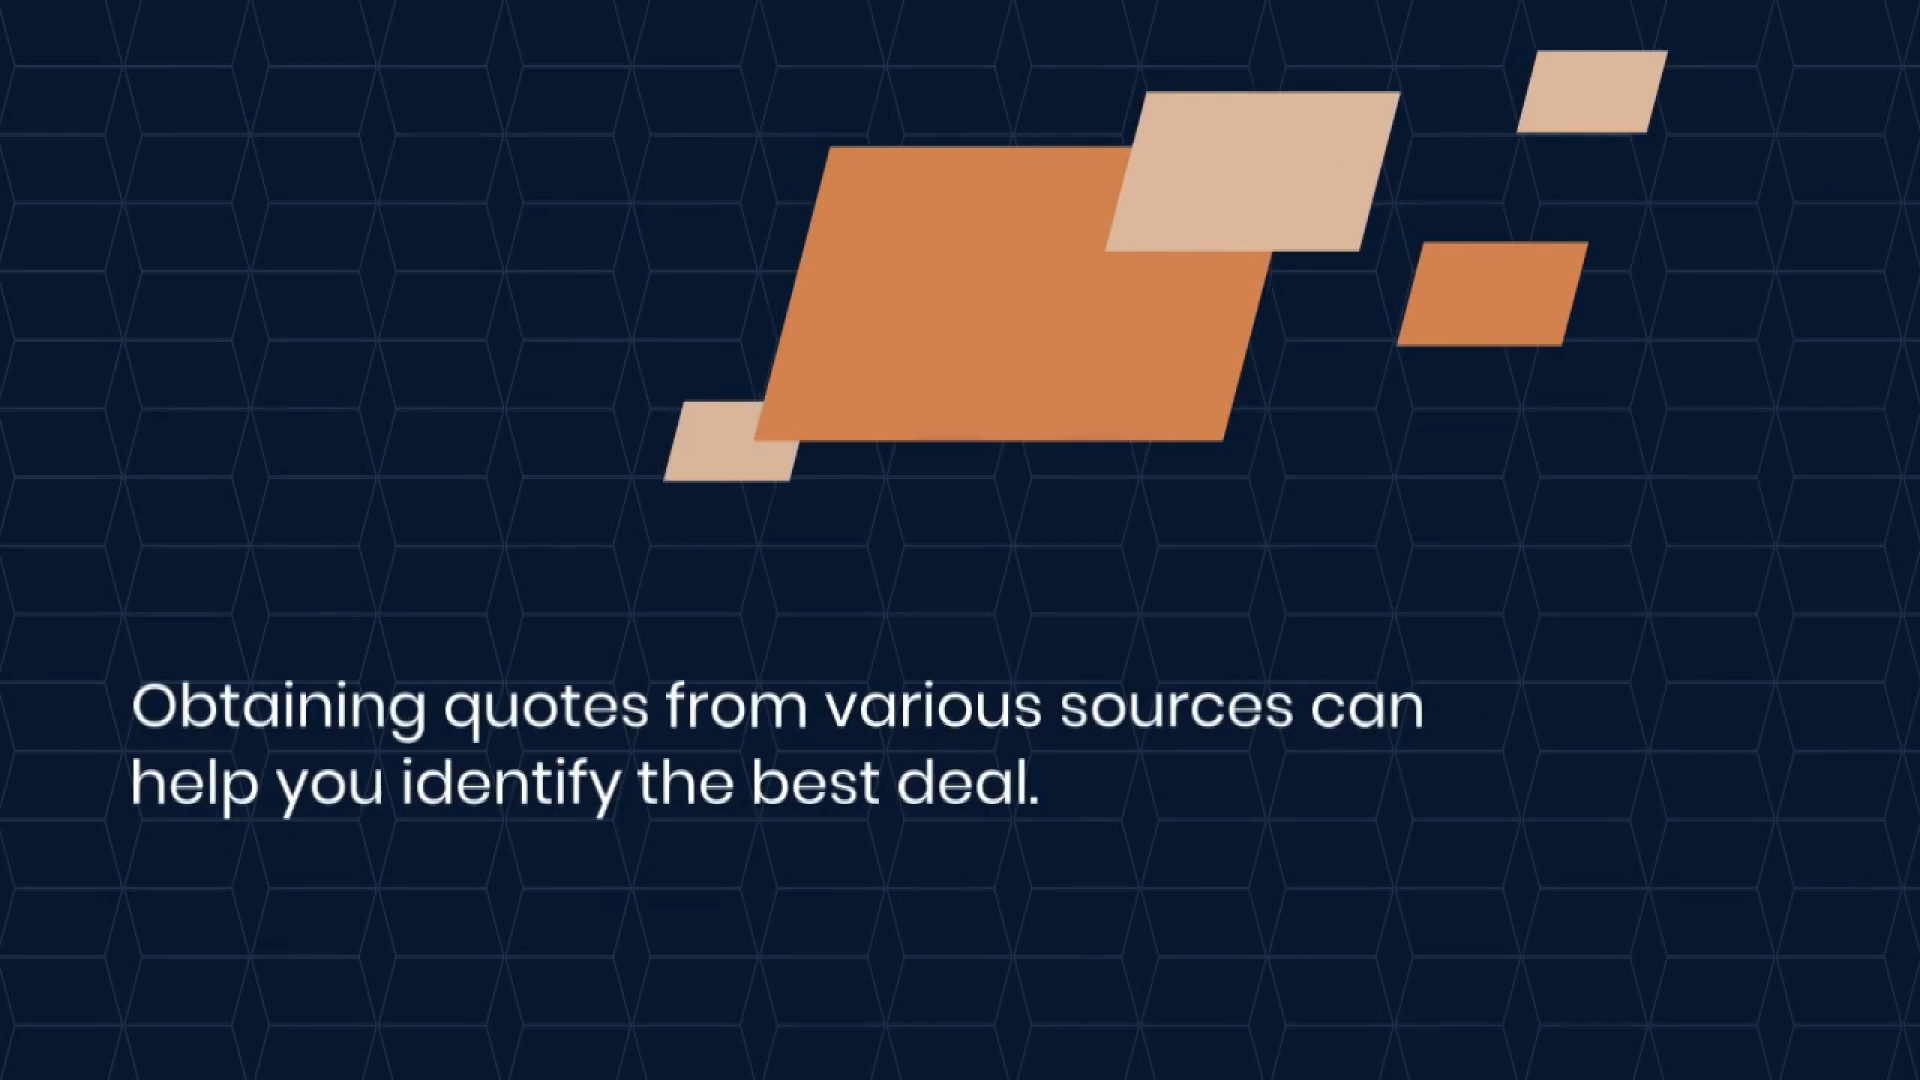 Obtaining quotes from various sources can
help you identify the best deal.